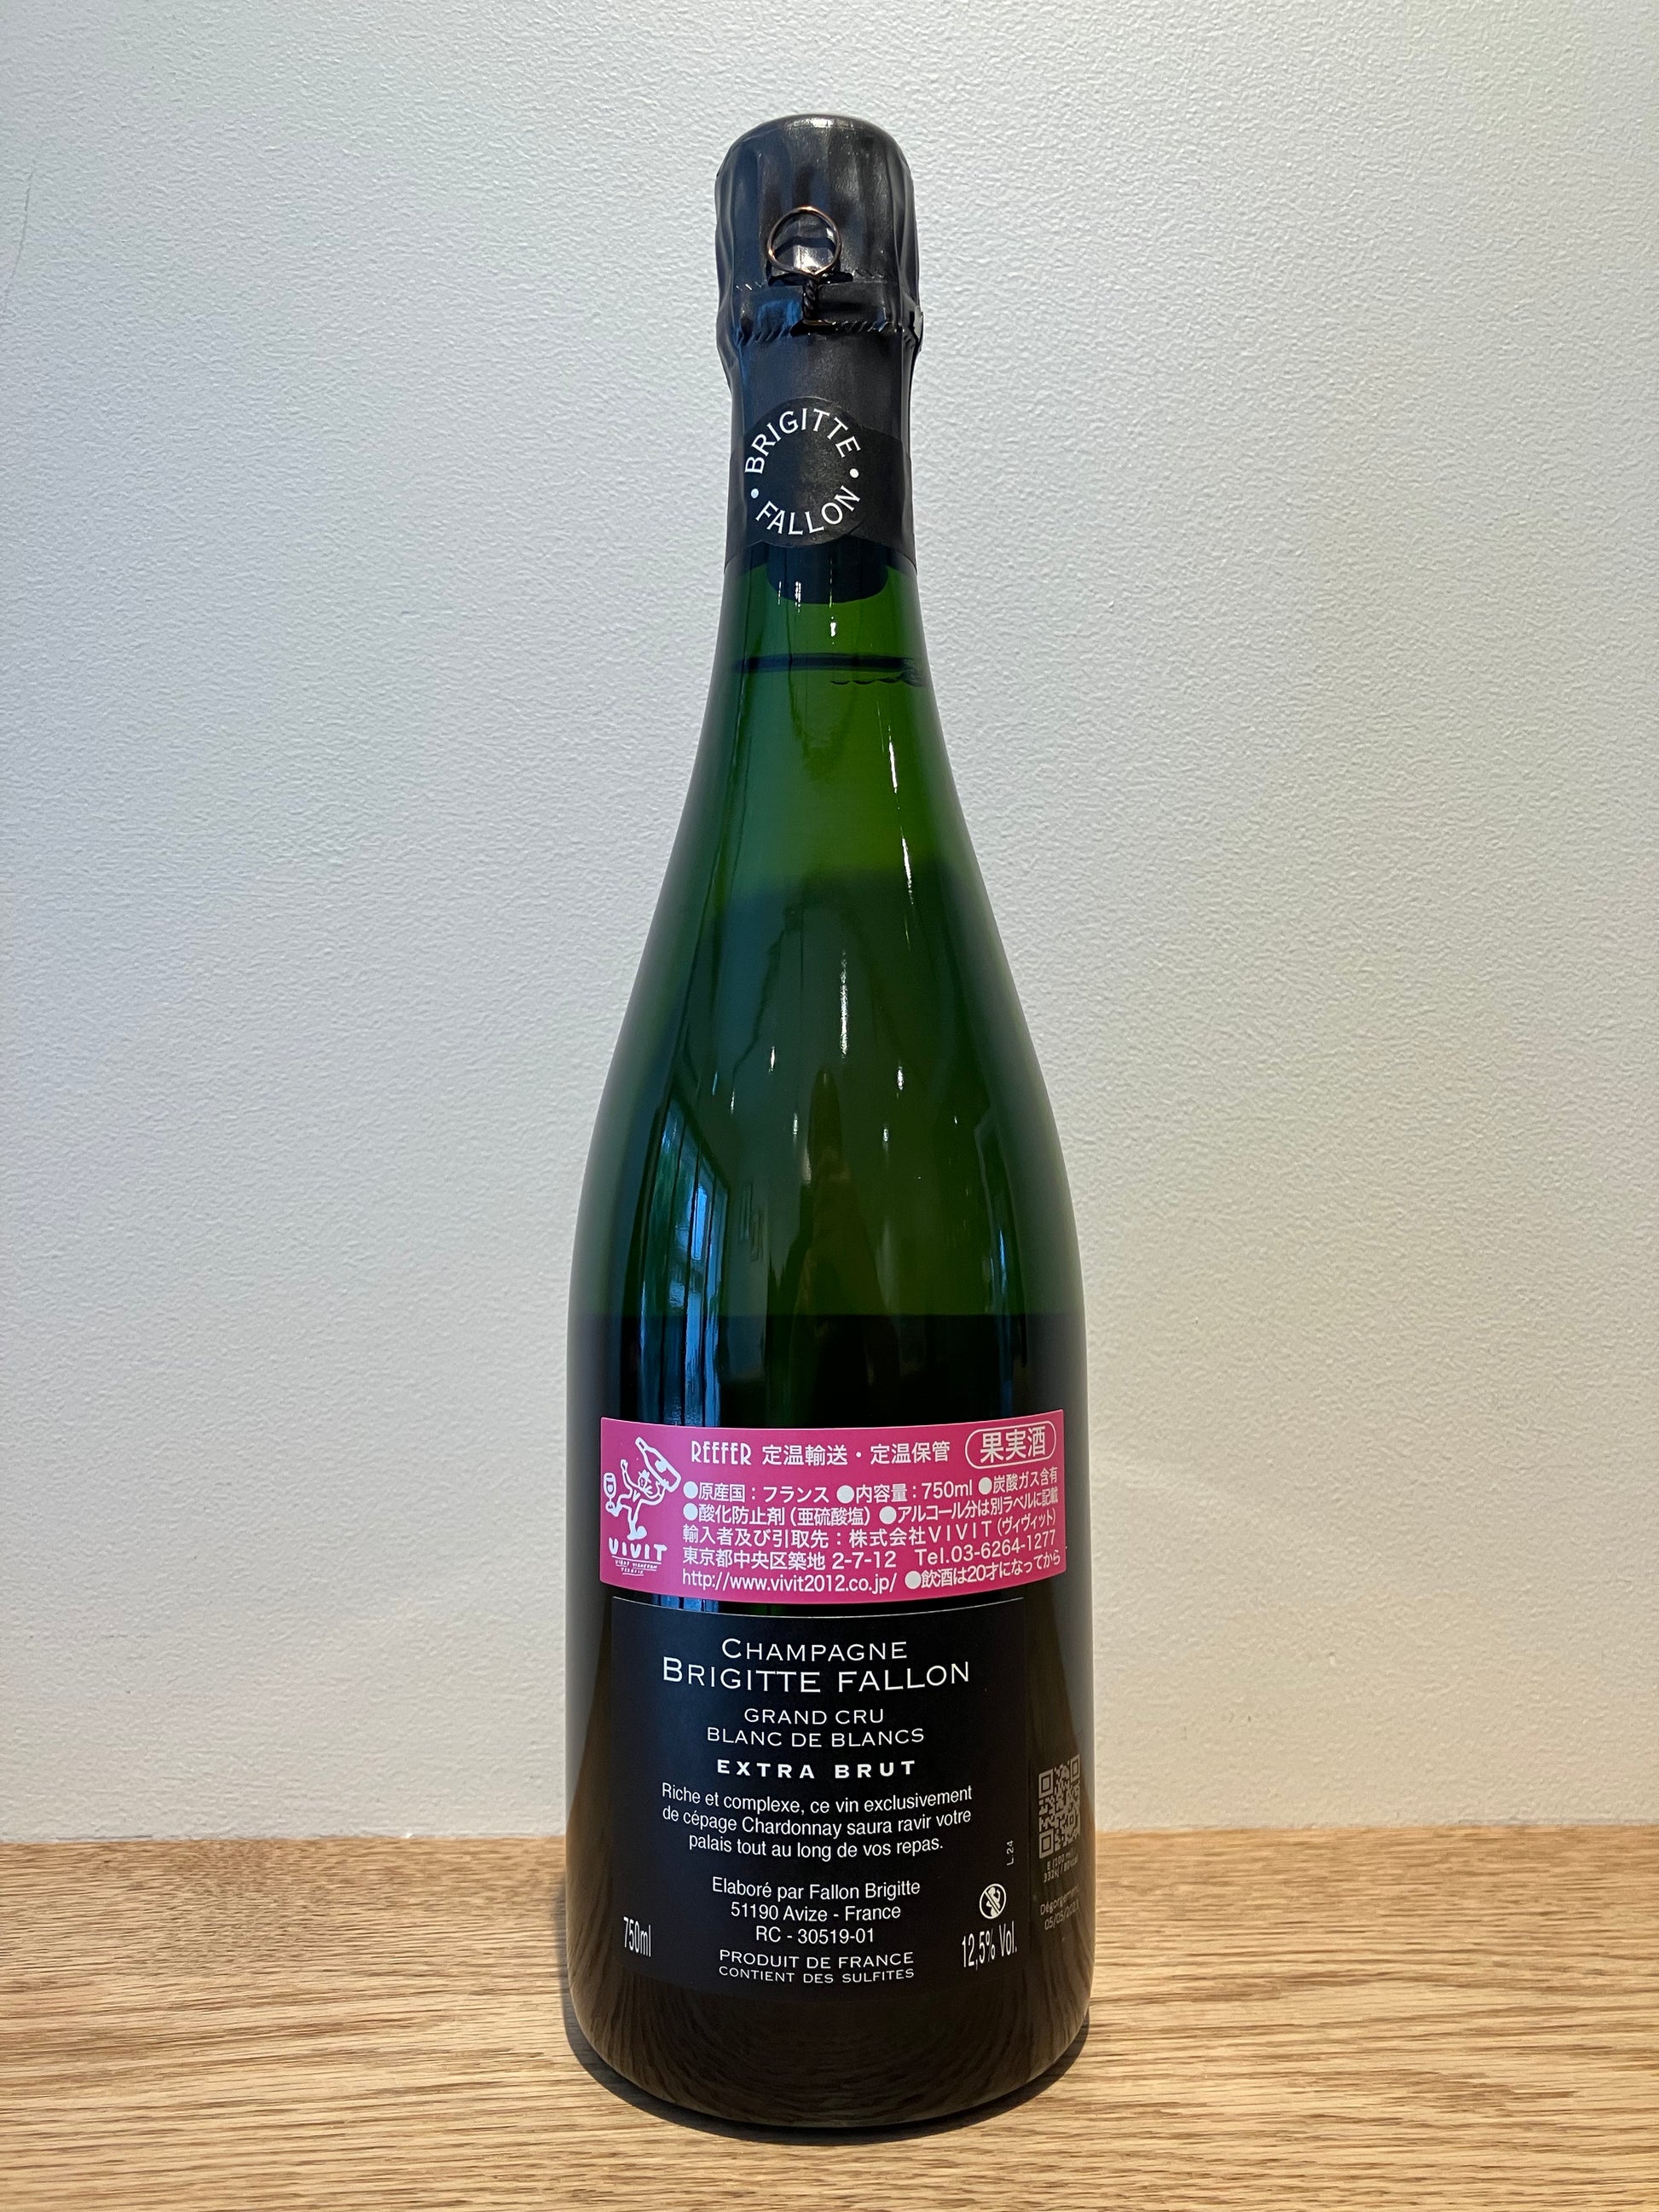 BRIGITTE
FALLON
REEFER 定温輸送・定温保管 果実酒
●原産国：フランス ●内容量：750ml ●炭酸ガス含有
●酸化防止剤（亜硫酸塩） ●アルコール分は別ラベルに記載
輸入者及び引取先：株式会社VIVIT（ヴィヴィット）
東京都中央区築地 2-7-12 Tel.03-6264-1277
http://www.vivit2012.co.jp/ ●飲酒は20才になってから
VIVIT
CHAMPAGNE
BRIGITTE FALLON
GRAND CRU
BLANC DE BLANCS
EXTRA BRUT
Riche et complexe, ce vin exclusivement
de cépage Chardonnay saura ravir votre
palais tout au long de vos repas.
Elaboré par Fallon Brigitte
51190 Avize - France
RC - 30519-01
PRODUIT DE FRANCE
CONTIENT DES SULFITES
750ml
12,5% Vol.
L.24
Dégorgement